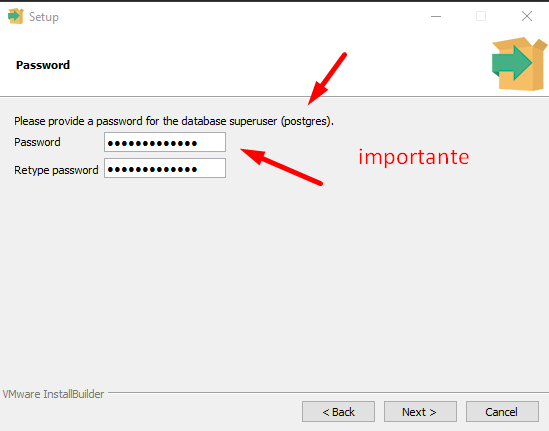 Setup
Password
Please provide a password for the database superuser (postgres).
Password
Retype password
importante
VMware InstallBuilder
< Back
Next >
Cancel